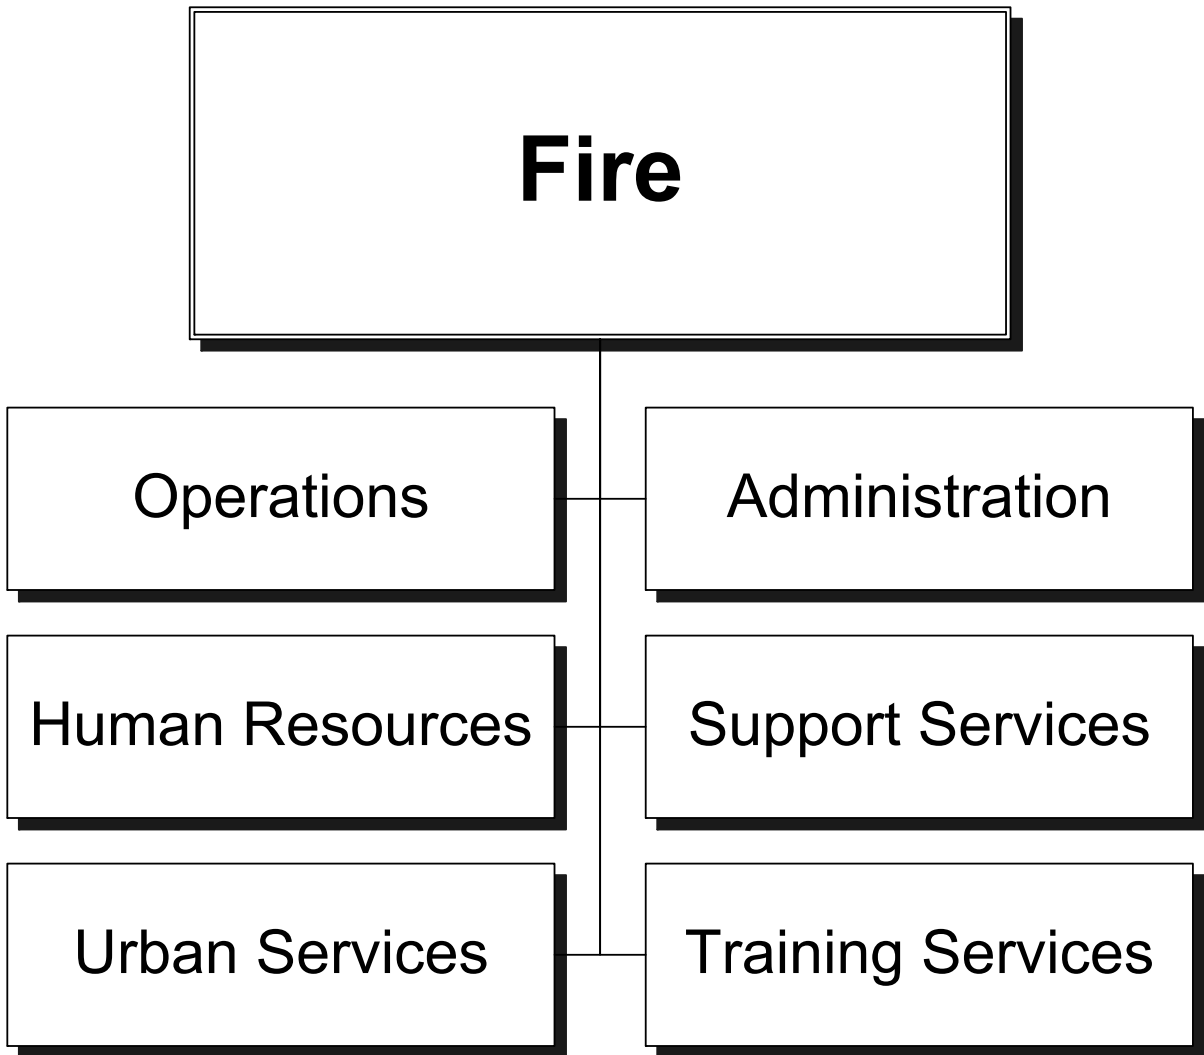 Fire
Operations
Administration
Human Resources
Support Services
Urban Services
Training Services